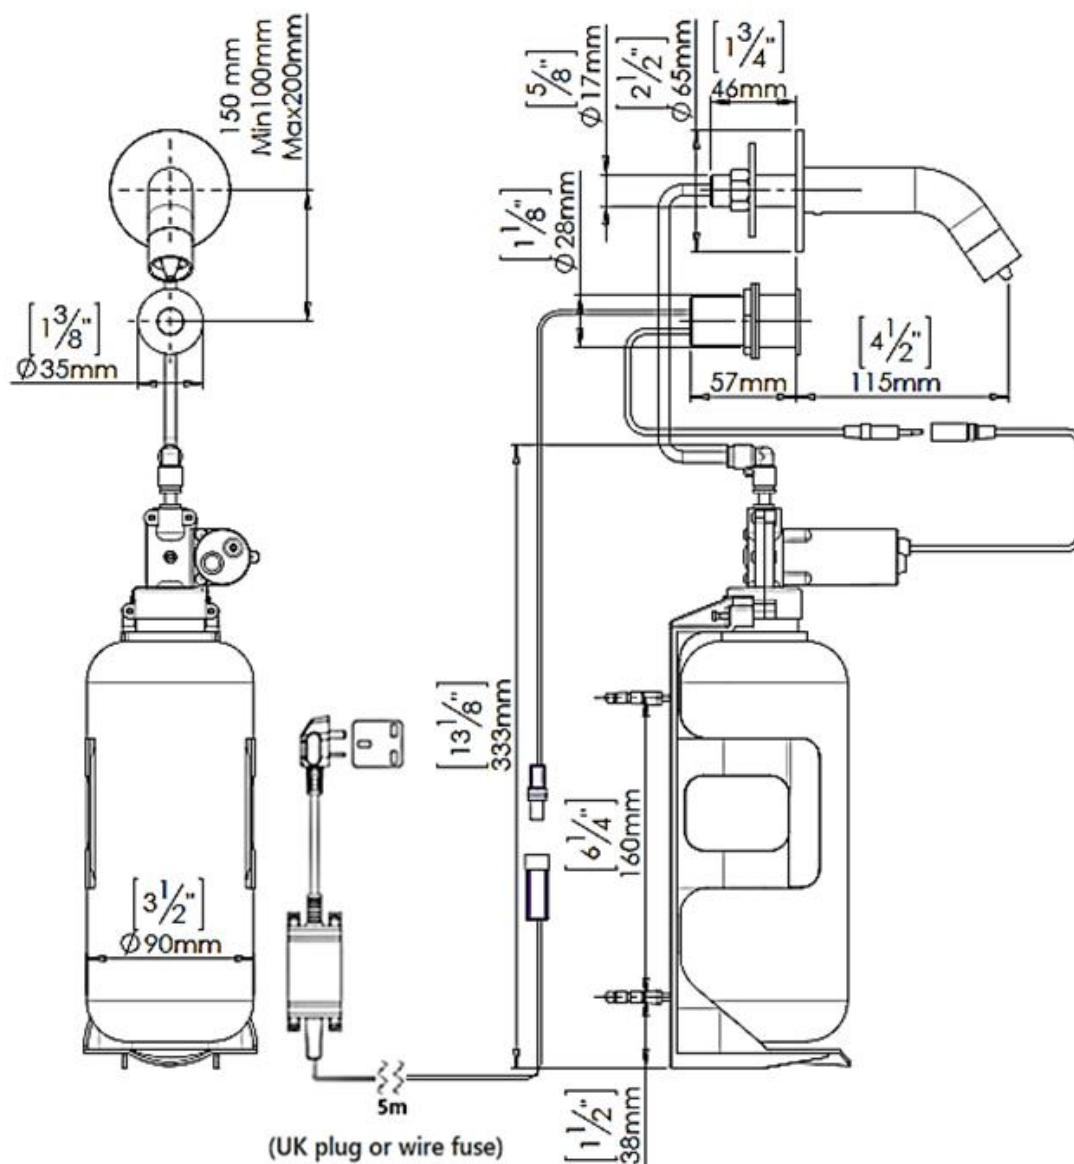 150 mm
Min100mm
Max200mm
[1 3/8"]
Ø35mm
[5/8"]
Ø17mm
[2 1/2"]
Ø65mm
[1 3/4"]
46mm
[1 1/8"]
Ø28mm
57mm
[4 1/2"]
115mm
[13 1/8"]
333mm
[6 1/4"]
160mm
[3 1/2"]
Ø90mm
5m
(UK plug or wire fuse)
[1 1/2"]
38mm